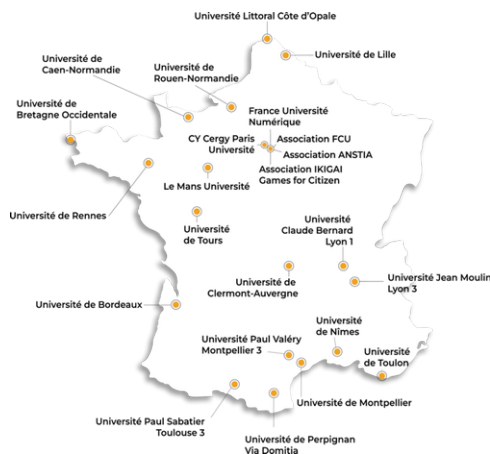 Université Littoral Côte d'Opale
Université de Lille
Université de
Caen-Normandie
Université de
Rouen-Normandie
Université de
Bretagne Occidentale
France Université
Numérique
CY Cergy Paris
Université
Association FCU
Association ANSTIA
Association IKIGAI
Games for Citizen
Le Mans Université
Université de Rennes
Université
de Tours
Université
Claude Bernard
Lyon 1
Université de
Clermont-Auvergne
Université Jean Moulin
Lyon 3
Université de Bordeaux
Université
de Nîmes
Université Paul Valéry
Montpellier 3
Université
de Toulon
Université de Montpellier
Université Paul Sabatier
Toulouse 3
Université de Perpignan
Via Domitia